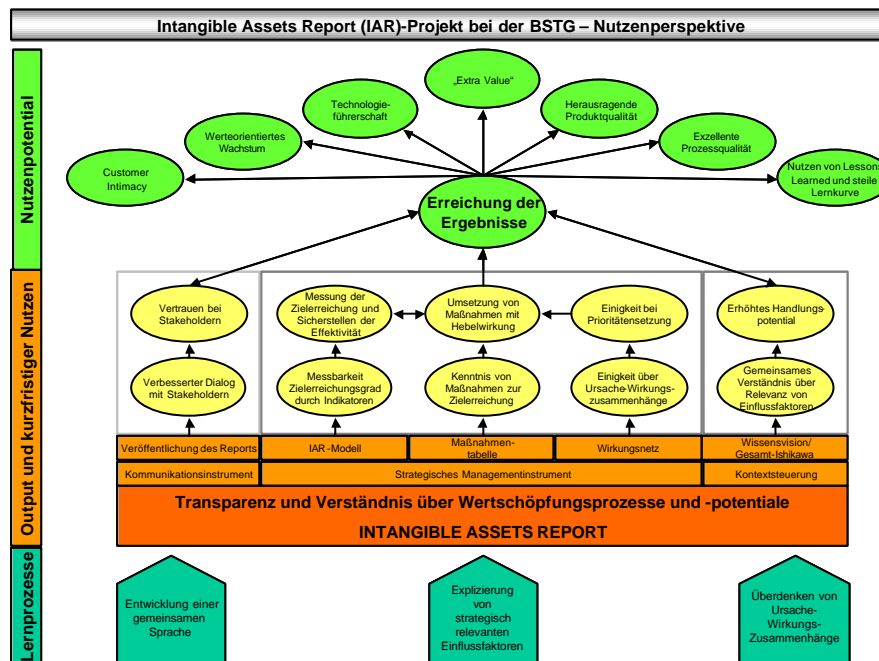 Intangible Assets Report (IAR)-Projekt bei der BSTG – Nutzenperspektive
Nutzenpotential
„Extra Value“
Technologie-
führerschaft
Herausragende
Produktqualität
Werteorientiertes
Wachstum
Exzellente
Prozessqualität
Customer
Intimacy
Nutzen von Lessons
Learned und steile
Lernkurve
Erreichung der
Ergebnisse
Output und kurzfristiger Nutzen
Vertrauen bei
Stakeholdern
Messung der
Zielerreichung und
Sicherstellen der
Effektivität
Umsetzung von
Maßnahmen mit
Hebelwirkung
Einigkeit bei
Prioritätensetzung
Erhöhtes Handlungs-
potential
Verbesserter Dialog
mit Stakeholdern
Messbarkeit
Zielerreichungsgrad
durch Indikatoren
Kenntnis von
Maßnahmen zur
Zielerreichung
Einigkeit über
Ursache-Wirkungs-
zusammenhänge
Gemeinsames
Verständnis über
Relevanz von
Einflussfaktoren
Veröffentlichung des Reports
IAR-Modell
Maßnahmen-
tabelle
Wirkungsnetz
Wissensvision/
Gesamt-Ishikawa
Kommunikationsinstrument
Strategisches Managementinstrument
Kontextsteuerung
Transparenz und Verständnis über Wertschöpfungsprozesse und -potentiale
INTANGIBLE ASSETS REPORT
Lernprozesse
Entwicklung einer
gemeinsamen
Sprache
Explizierung
von
strategisch
relevanten
Einflussfaktoren
Überdenken von
Ursache-
Wirkungs-
Zusammenhänge